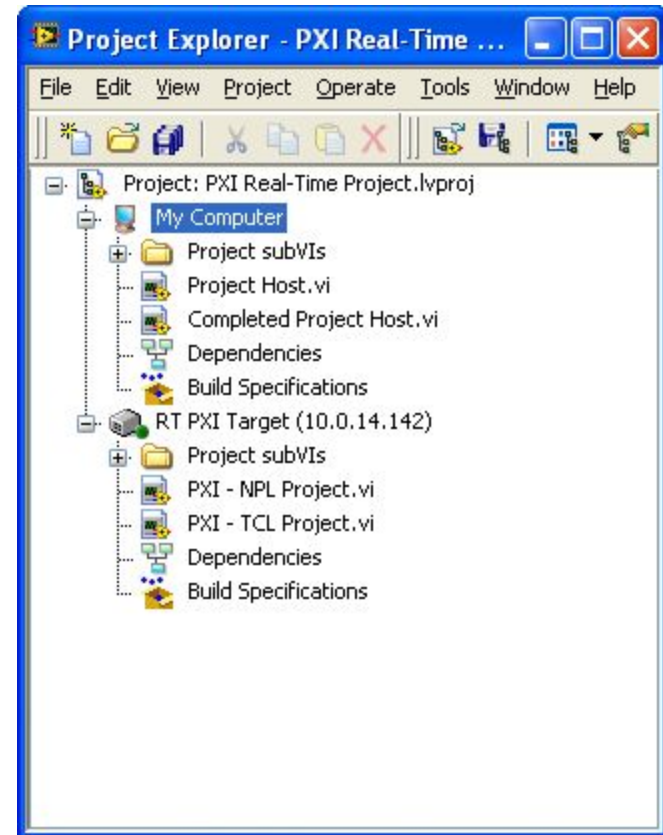 Project Explorer - PXI Real-Time ...
File Edit View Project Operate Tools Window Help
Project: PXI Real-Time Project.lvproj
My Computer
Project subVIs
Project Host.vi
Completed Project Host.vi
Dependencies
Build Specifications
RT PXI Target (10.0.14.142)
Project subVIs
PXI - NPL Project.vi
PXI - TCL Project.vi
Dependencies
Build Specifications